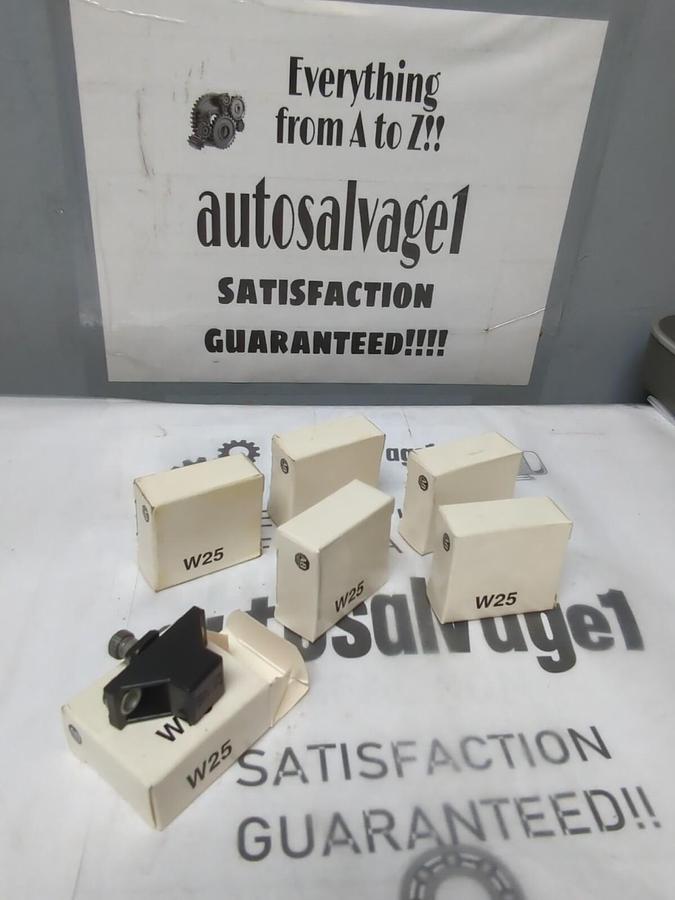 Everything
from A to Z!!
autosalvage1
SATISFACTION
GUARANTEED!!!!
W25
W25
W25
W25
autosalvage1
SATISFACTION
GUARANTEED!!